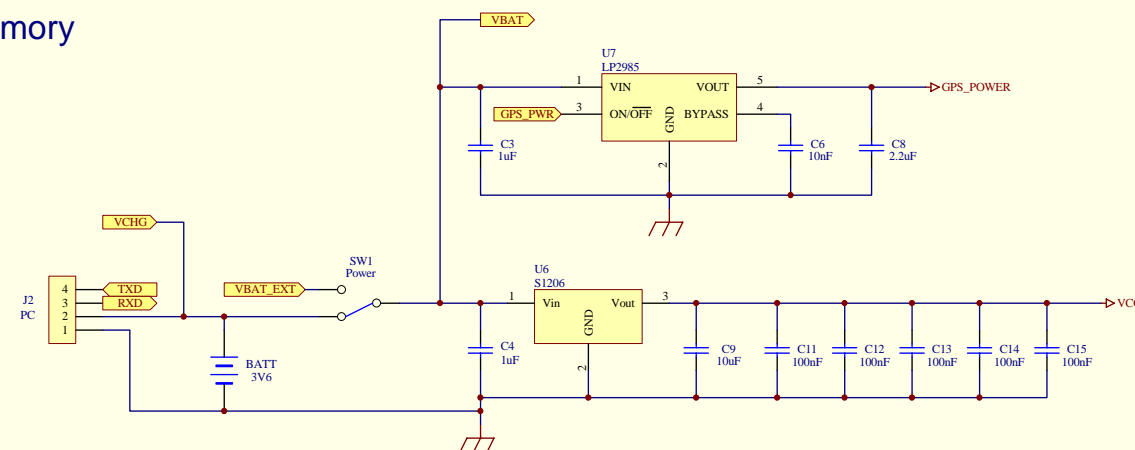 mory
VBAT
U7
LP2985
1
VIN
VOUT
5
GPS_POWER
GPS_PWR
3
ON/OFF
GND
BYPASS
4
2
C3
1uF
C6
10nF
C8
2.2uF
VCHG
SW1
Power
VBAT_EXT
J2
PC
4
TXD
3
RXD
2
1
BATT
3V6
U6
S1206
1
Vin
Vout
3
GND
2
C4
1uF
C9
10uF
C11
100nF
C12
100nF
C13
100nF
C14
100nF
C15
100nF